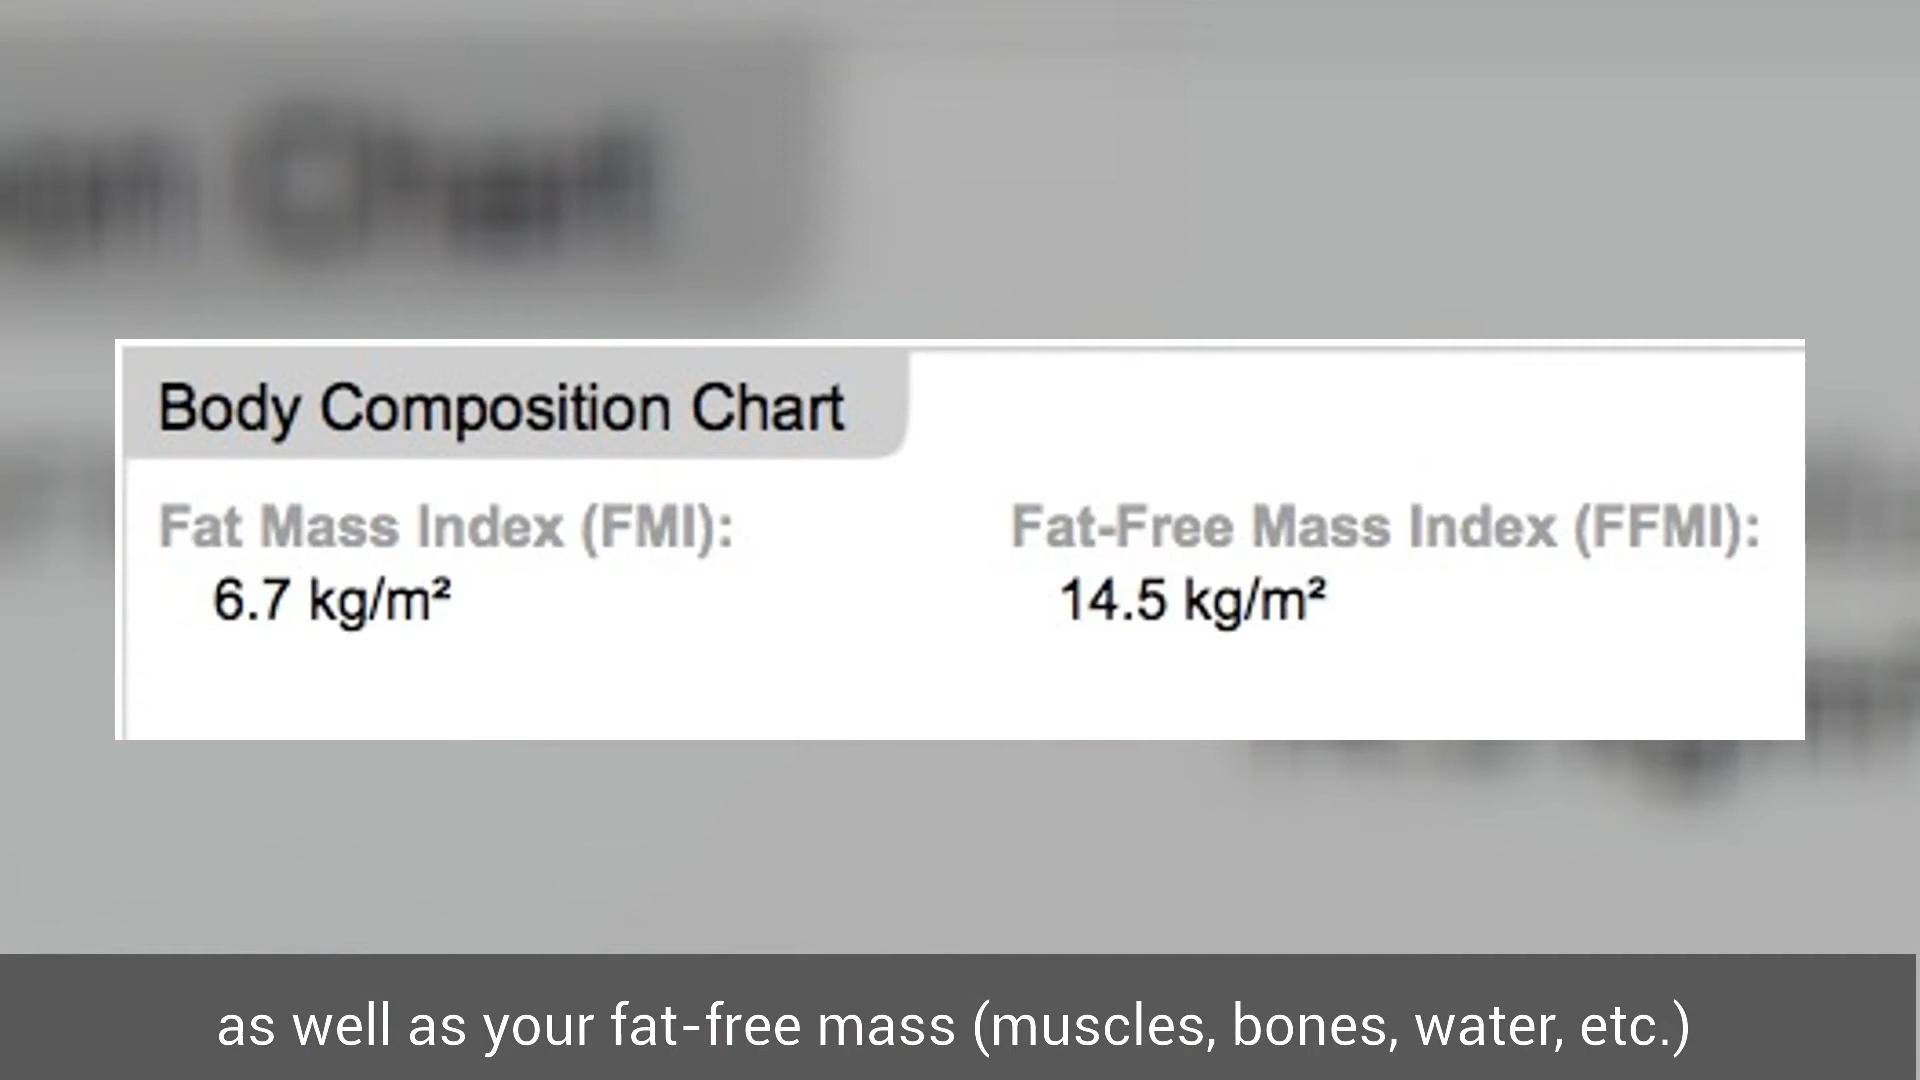 Body Composition Chart
Fat Mass Index (FMI): Fat-Free Mass Index (FFMI):
6.7 kg/m² 14.5 kg/m²
as well as your fat-free mass (muscles, bones, water, etc.)